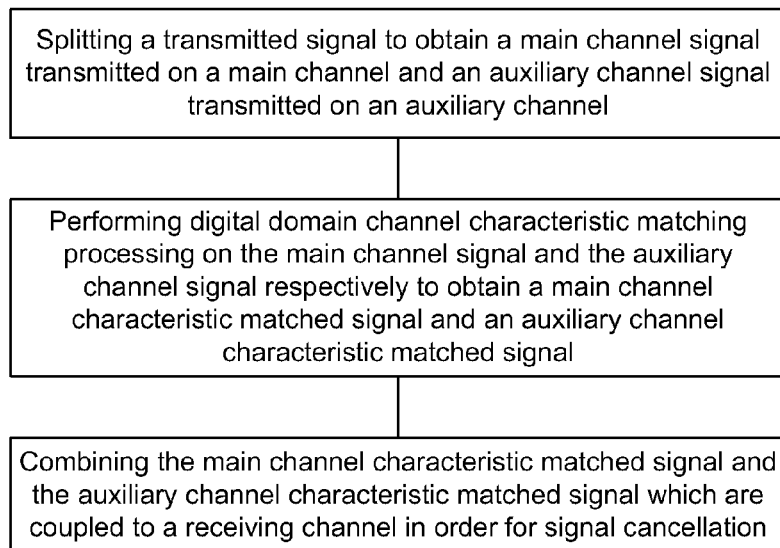 Splitting a transmitted signal to obtain a main channel signal
transmitted on a main channel and an auxiliary channel signal
transmitted on an auxiliary channel
Performing digital domain channel characteristic matching
processing on the main channel signal and the auxiliary
channel signal respectively to obtain a main channel
characteristic matched signal and an auxiliary channel
characteristic matched signal
Combining the main channel characteristic matched signal and
the auxiliary channel characteristic matched signal which are
coupled to a receiving channel in order for signal cancellation